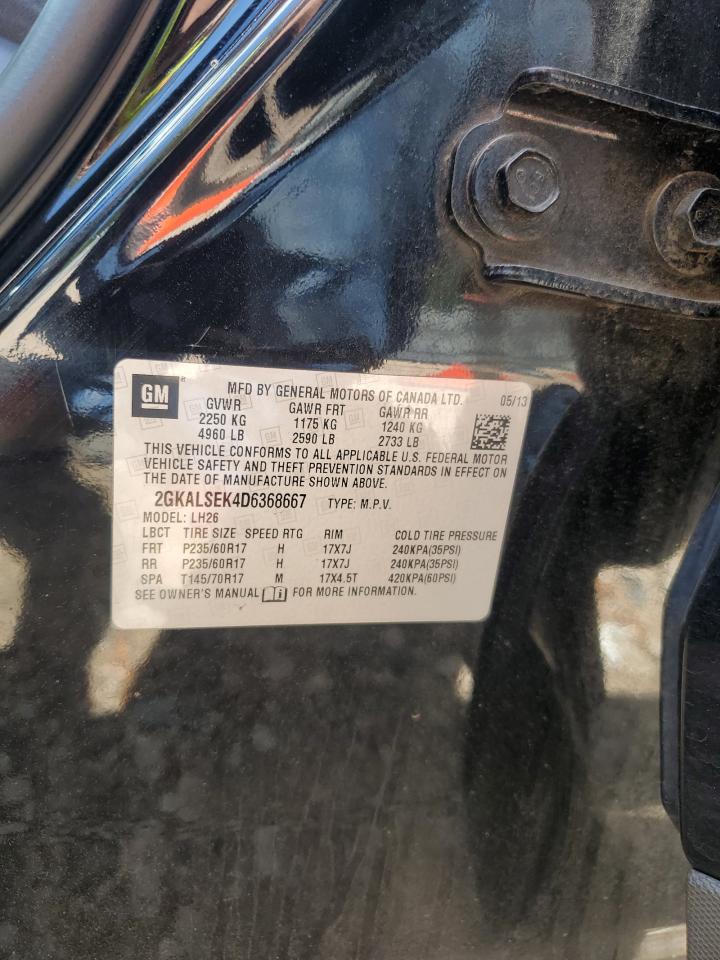 GM ® MFD BY GENERAL MOTORS OF CANADA LTD. 05/13
GVWR GAWR FRT GAWR RR
2250 KG 1175 KG 1240 KG
4960 LB 2590 LB 2733 LB
THIS VEHICLE CONFORMS TO ALL APPLICABLE U.S. FEDERAL MOTOR
VEHICLE SAFETY AND THEFT PREVENTION STANDARDS IN EFFECT ON
THE DATE OF MANUFACTURE SHOWN ABOVE.
2GKALSEK4D6368667 TYPE: M.P.V.
MODEL: LH26
LBCT TIRE SIZE SPEED RTG RIM COLD TIRE PRESSURE
FRT P235/60R17 H 17X7J 240KPA(35PSI)
RR P235/60R17 H 17X7J 240KPA(35PSI)
SPA T145/70R17 M 17X4.5T 420KPA(60PSI)
SEE OWNER'S MANUAL FOR MORE INFORMATION.